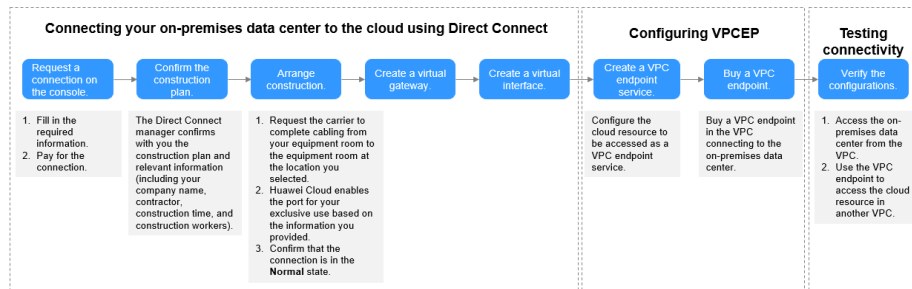 Connecting your on-premises data center to the cloud using Direct Connect
Request a
connection on
the console.
Confirm the
construction
plan.
Arrange
construction.
Create a virtual
gateway.
Create a virtual
interface.
1. Fill in the
required
information.
2. Pay for the
connection.
The Direct Connect
manager confirms
with you the
construction plan and
relevant information
(including your
company name,
contractor,
construction time, and
construction workers).
1. Request the carrier to
complete cabling from
your equipment room to
the equipment room at
the location you
selected.
2. Huawei Cloud enables
the port for your
exclusive use based on
the information you
provided.
3. Confirm that the
connection is in the
Normal state.
Configuring VPCEP
Create a VPC
endpoint
service.
Buy a VPC
endpoint.
Configure the
cloud resource to
be accessed as a
VPC endpoint
service.
Buy a VPC endpoint
in the VPC
connecting to the
on-premises data
center.
Testing
connectivity
Verify the
configurations.
1. Access the on-
premises data
center from the
VPC.
2. Use the VPC
endpoint to
access the cloud
resource in
another VPC.